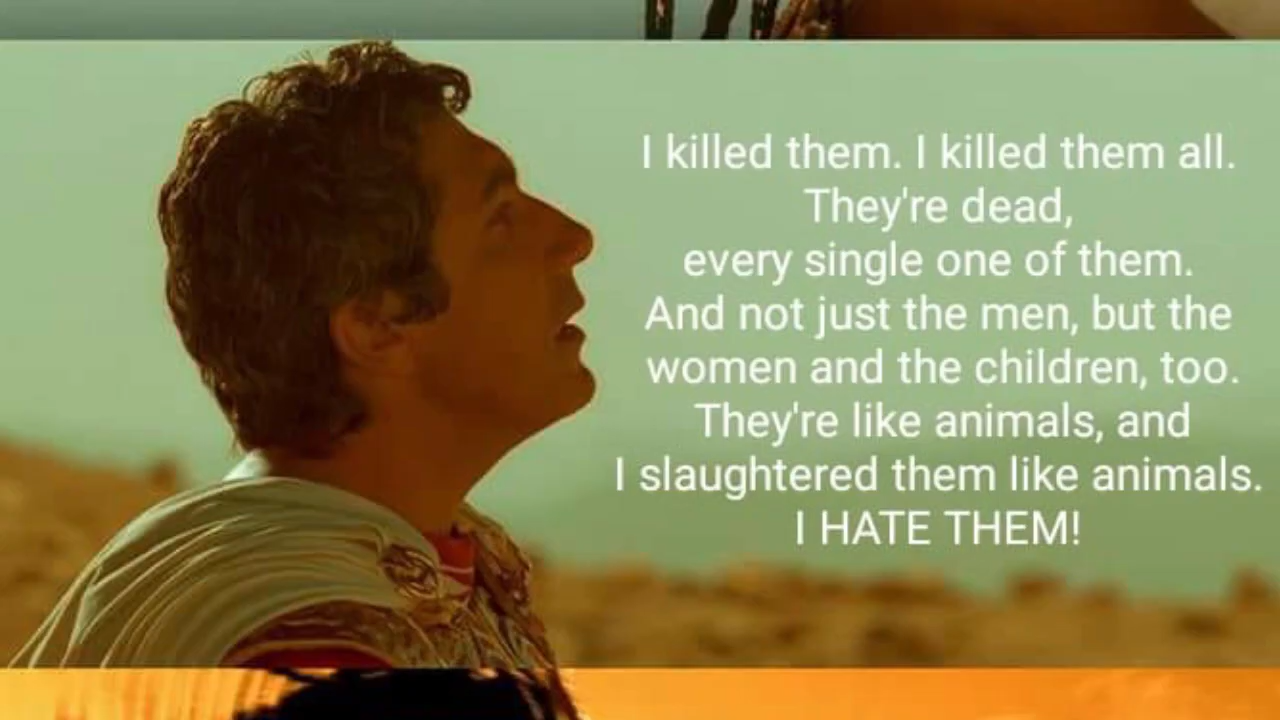 I killed them. I killed them all.
They're dead,
every single one of them.
And not just the men, but the
women and the children, too.
They're like animals, and
I slaughtered them like animals.
I HATE THEM!